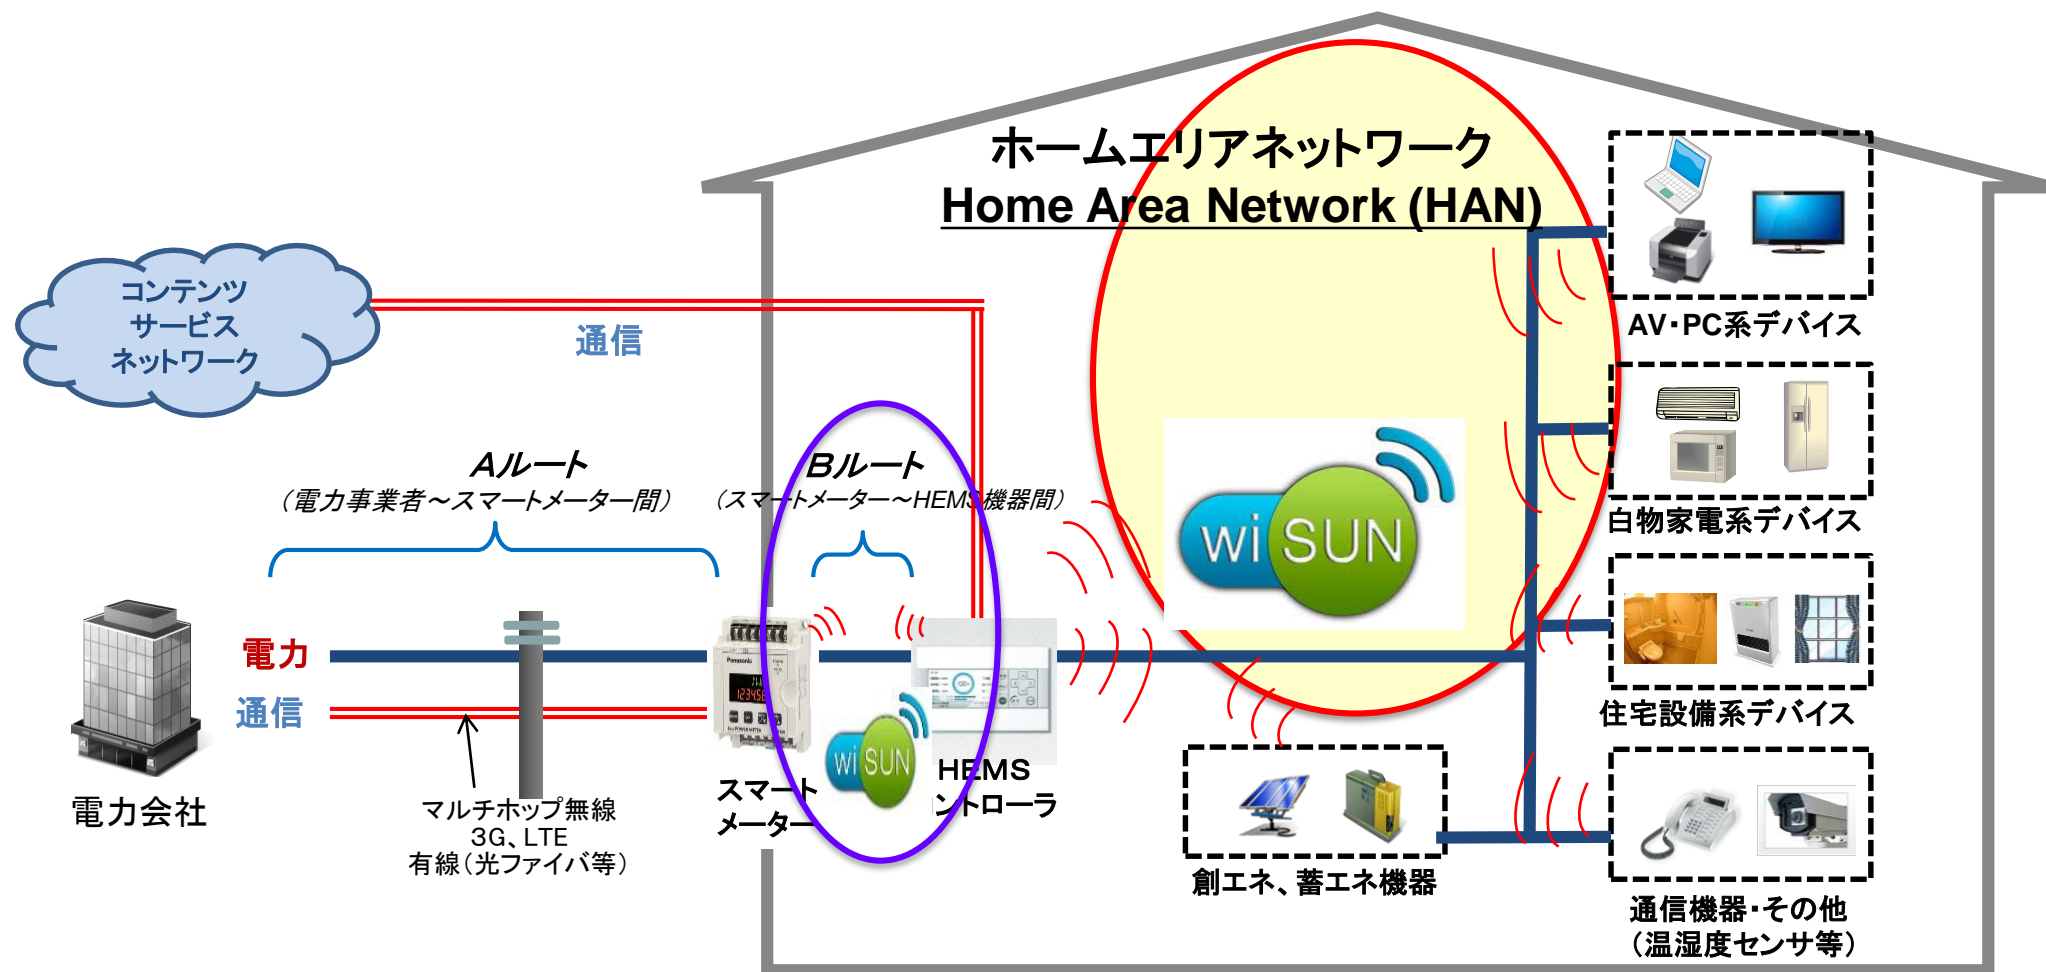 ホームエリアネットワーク
Home Area Network (HAN)
コンテンツ
サービス
ネットワーク
通信
Aルート
(電力事業者～スマートメーター間)
Bルート
(スマートメーター～HEMS機器間)
電力
通信
電力会社
マルチホップ無線
3G、LTE
有線(光ファイバ等)
Panasonic
スマート
メーター
wi SUN
HEMS
ントローラ
wi SUN
創エネ、蓄エネ機器
AV・PC系デバイス
白物家電系デバイス
住宅設備系デバイス
通信機器・その他
(温湿度センサ等)